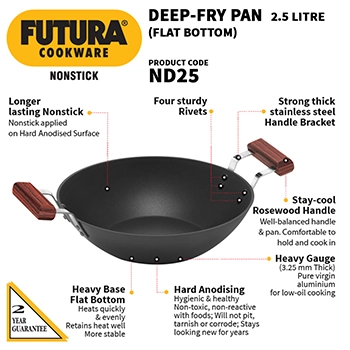 FUTURA
COOKWARE
NONSTICK
DEEP-FRY PAN 2.5 LITRE
(FLAT BOTTOM)
PRODUCT CODE
ND25
Longer
lasting Nonstick
Nonstick applied
on Hard Anodised Surface
Four sturdy
Rivets
Strong thick
stainless steel
Handle Bracket
Stay-cool
Rosewood Handle
Well-balanced handle
& pan. Comfortable to
hold and cook in
Heavy Gauge
(3.25 mm Thick)
Pure virgin
aluminium
for low-oil cooking
Heavy Base
Flat Bottom
Heats quickly
& evenly
Retains heat well
More stable
Hard Anodising
Hygienic & healthy
Non-toxic, non-reactive
with foods; Will not pit,
tarnish or corrode; Stays
looking new for years
2
YEAR
GUARANTEE